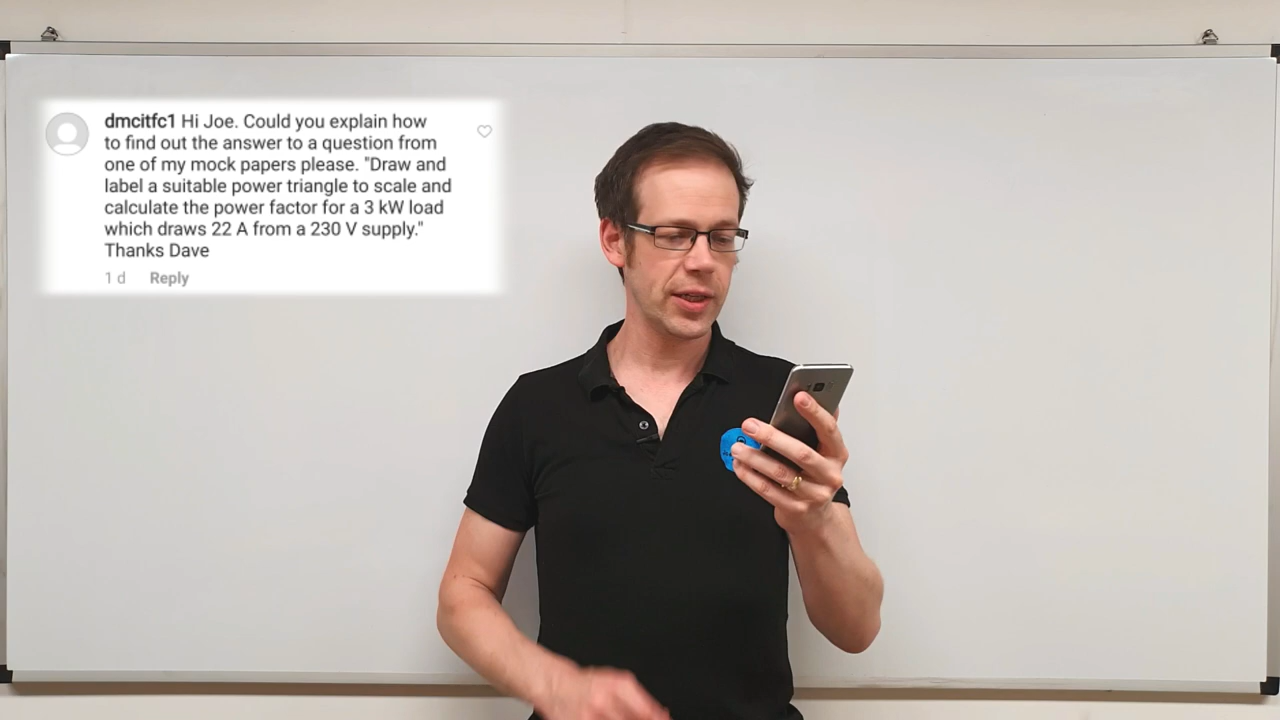 dmcitfc1 Hi Joe. Could you explain how
to find out the answer to a question from
one of my mock papers please. "Draw and
label a suitable power triangle to scale and
calculate the power factor for a 3 kW load
which draws 22 A from a 230 V supply."
Thanks Dave
1 d Reply